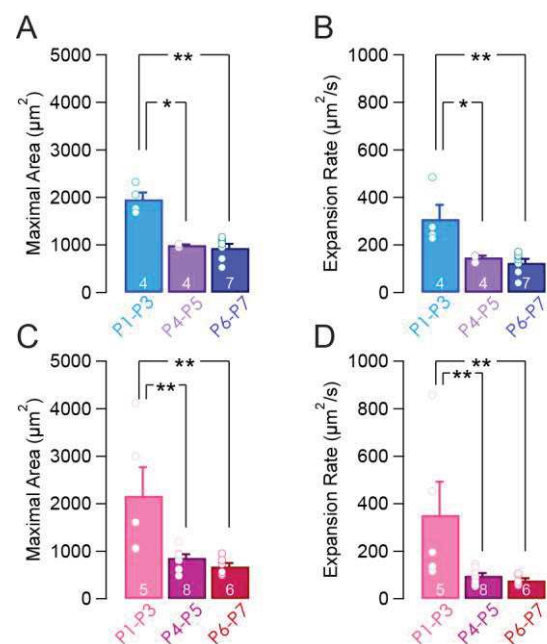 A
Maximal Area (µm²)
5000
4000
3000
2000
1000
0
**
*
4
4
7
P1-P3
P4-P5
P6-P7
B
Expansion Rate (µm²/s)
1000
800
600
400
200
0
**
*
4
4
7
P1-P3
P4-P5
P6-P7
C
Maximal Area (µm²)
5000
4000
3000
2000
1000
0
**
**
5
8
6
P1-P3
P4-P5
P6-P7
D
Expansion Rate (µm²/s)
1000
800
600
400
200
0
**
**
5
8
6
P1-P3
P4-P5
P6-P7